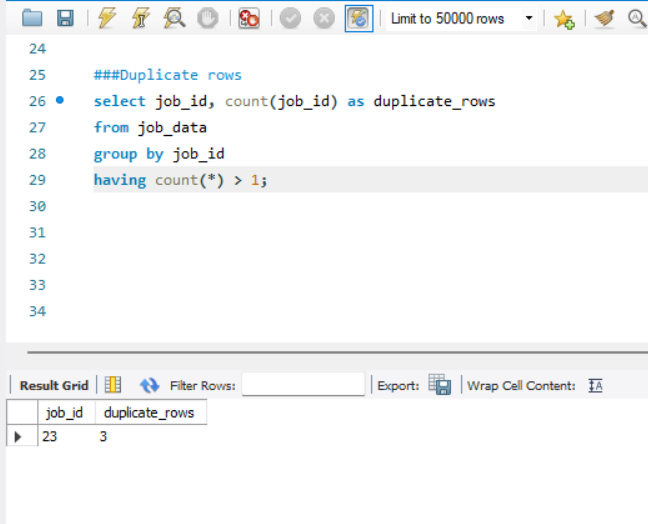 Limit to 50000 rows
24
25 ###Duplicate rows
26 select job_id, count(job_id) as duplicate_rows
27 from job_data
28 group by job_id
29 having count(*) > 1;
30
31
32
33
34
Result Grid Filter Rows: Export: Wrap Cell Content: IA
job_id duplicate_rows
23 3